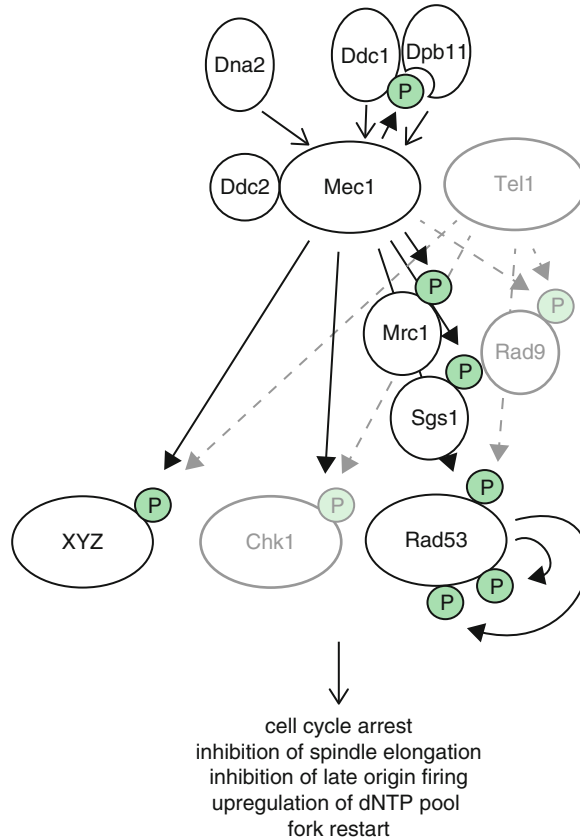 Ddc1
Dpb11
Dna2
P
Ddc2
Mec1
Tel1
P
P
Mrc1
Rad9
P
Sgs1
P
P
P
XYZ
Chk1
Rad53
P
P
cell cycle arrest
inhibition of spindle elongation
inhibition of late origin firing
upregulation of dNTP pool
fork restart